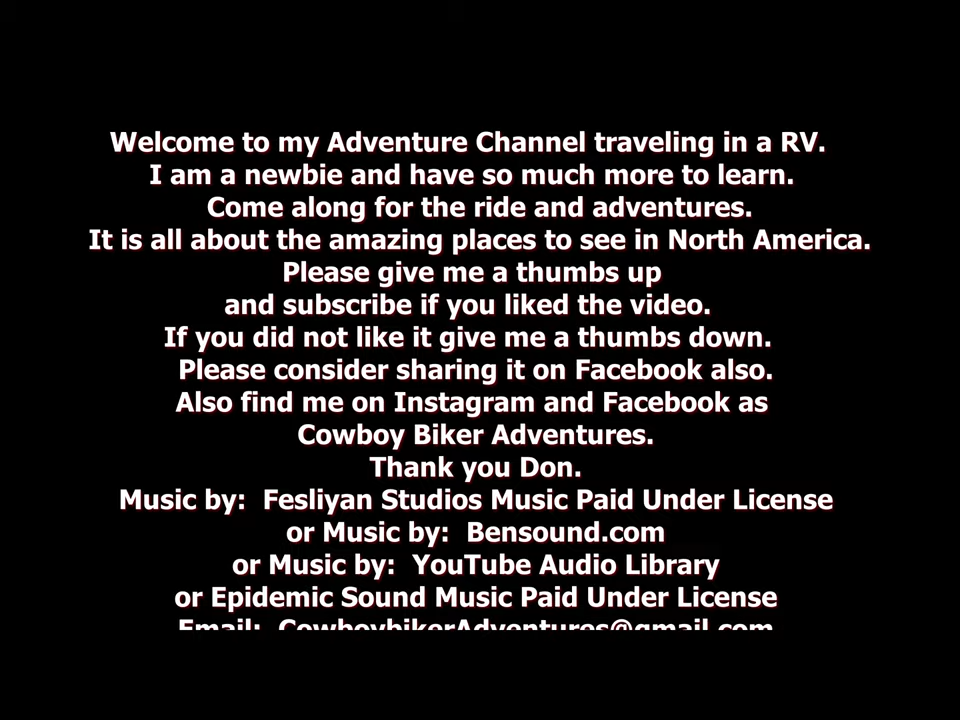 Welcome to my Adventure Channel traveling in a RV.
I am a newbie and have so much more to learn.
Come along for the ride and adventures.
It is all about the amazing places to see in North America.
Please give me a thumbs up
and subscribe if you liked the video.
If you did not like it give me a thumbs down.
Please consider sharing it on Facebook also.
Also find me on Instagram and Facebook as
Cowboy Biker Adventures.
Thank you Don.
Music by:  Fesliyan Studios Music Paid Under License
or Music by:  Bensound.com
or Music by:  YouTube Audio Library
or Epidemic Sound Music Paid Under License
Email:  CowboybikerAdventures@gmail.com